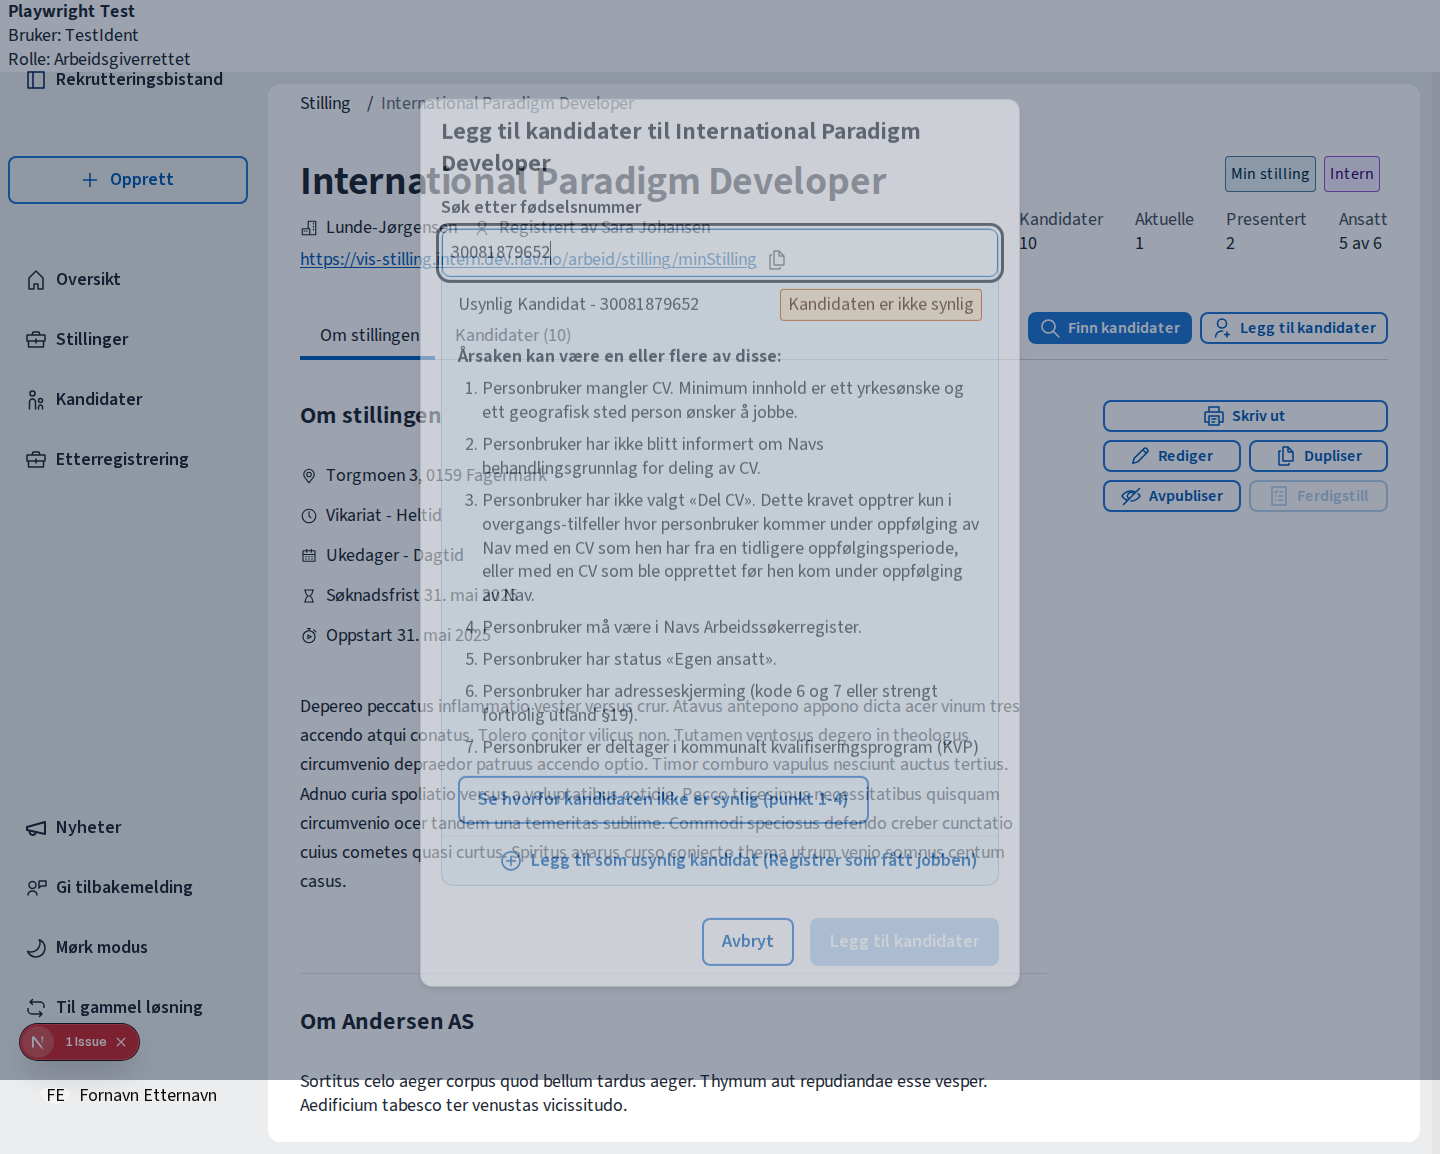 Playwright Test
Bruker: TestIdent
Rolle: Arbeidsgiverrettet
Rekrutteringsbistand
Opprett
Oversikt
Stillinger
Kandidater
Etterregistrering
Nyheter
Gi tilbakemelding
Mørk modus
Til gammel løsning
1 Issue
FE Fornavn Etternavn
Stilling / International Paradigm Developer
International Paradigm Developer
Min stilling
Intern
Lunde-Jørgensen
Registrert av Sara Johansen
https://vis-stilling.intern.dev.nav.no/arbeid/stilling/minStilling
Kandidater Aktuelle Presentert Ansatt
10 1 2 5 av 6
Om stillingen
Kandidater (10)
Finn kandidater
Legg til kandidater
Om stillingen
Torgmoen 3, 0159 Fagermark
Vikariat - Heltid
Ukedager - Dagtid
Søknadsfrist 31. mai 2025
Oppstart 31. mai 2025
Skriv ut
Rediger
Dupliser
Avpubliser
Ferdigstill
Depereo peccatus inflammatio vester versus crur. Atavus antepono appono dicta acer vinum tres
accendo atqui conatus. Tolero conitor vilicus non. Tutamen ventosus degero in theologus
circumvenio depraedor patruus accendo optio. Timor comburo vapulus nesciunt auctus tertius.
Adnuo curia spoliatio versus a voluptatibus cotidie. Pecco tricesimus necessitatibus quisquam
circumvenio ocer tandem una temeritas sublime. Commodi speciosus defendo creber cunctatio
cuius cometes quasi curtus. Spiritus avarus curso coniecto thema utrum venio somnus centum
casus.
Om Andersen AS
Sortitus celo aeger corpus quod bellum tardus aeger. Thymum aut repudiandae esse vesper.
Aedificium tabesco ter venustas vicissitudo.
Legg til kandidater til International Paradigm
Developer
Søk etter fødselsnummer
30081879652
Usynlig Kandidat - 30081879652
Kandidaten er ikke synlig
Årsaken kan være en eller flere av disse:
1. Personbruker mangler CV. Minimum innhold er ett yrkesønske og
ett geografisk sted person ønsker å jobbe.
2. Personbruker har ikke blitt informert om Navs
behandlingsgrunnlag for deling av CV.
3. Personbruker har ikke valgt «Del CV». Dette kravet opptrer kun i
overgangs-tilfeller hvor personbruker kommer under oppfølging av
Nav med en CV som hen har fra en tidligere oppfølgingsperiode,
eller med en CV som ble opprettet før hen kom under oppfølging
av Nav.
4. Personbruker må være i Navs Arbeidssøkerregister.
5. Personbruker har status «Egen ansatt».
6. Personbruker har adresseskjerming (kode 6 og 7 eller strengt
fortrolig utland §19).
7. Personbruker er deltager i kommunalt kvalifiseringsprogram (KVP)
Se hvorfor kandidaten ikke er synlig (punkt 1-4)
Legg til som usynlig kandidat (Registrer som fått jobben)
Avbryt
Legg til kandidater